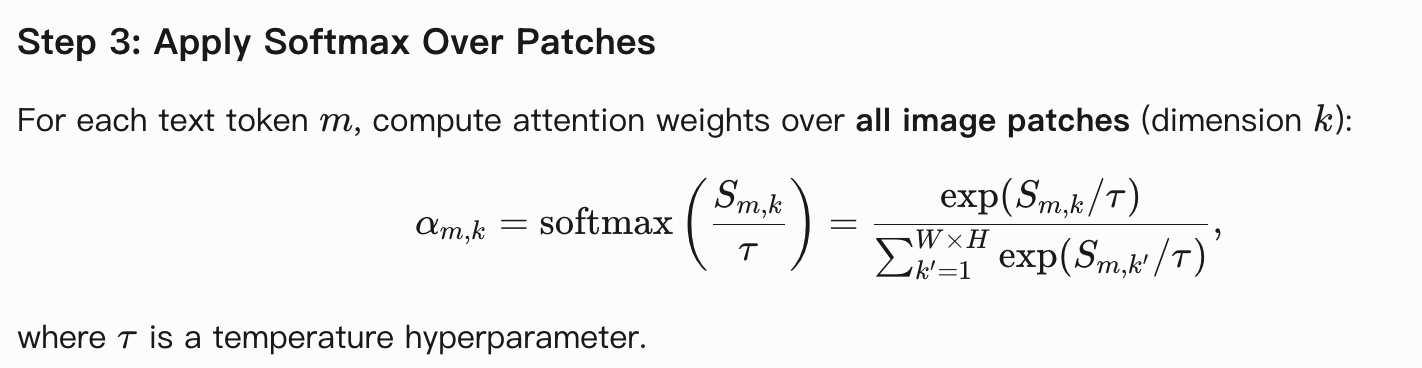 Step 3: Apply Softmax Over Patches
For each text token m, compute attention weights over all image patches (dimension k):
α_{m,k} = softmax(S_{m,k}/τ) = exp(S_{m,k}/τ) / ∑_{k′=1}^{W×H} exp(S_{m,k′}/τ),
where τ is a temperature hyperparameter.